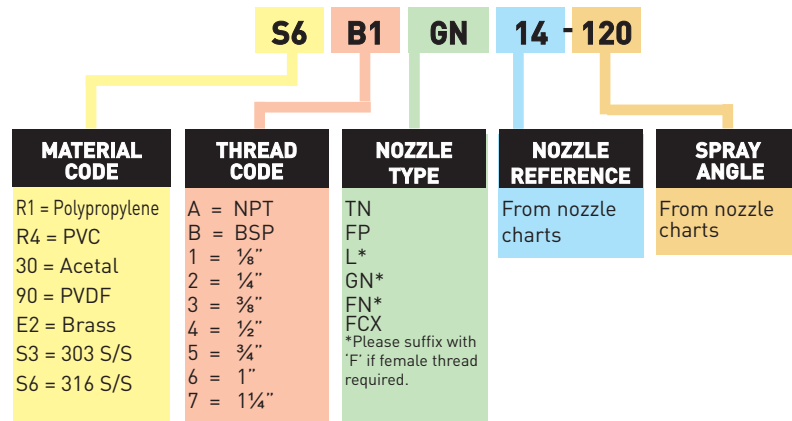 S6 B1 GN 14 - 120
MATERIAL
CODE
R1 = Polypropylene
R4 = PVC
30 = Acetal
90 = PVDF
E2 = Brass
S3 = 303 S/S
S6 = 316 S/S
THREAD
CODE
A = NPT
B = BSP
1 = ⅛”
2 = ¼”
3 = ⅜”
4 = ½”
5 = ¾”
6 = 1”
7 = 1¼”
NOZZLE
TYPE
TN
FP
L*
GN*
FN*
FCX
*Please suffix with
‘F’ if female thread
required.
NOZZLE
REFERENCE
From nozzle
charts
SPRAY
ANGLE
From nozzle
charts